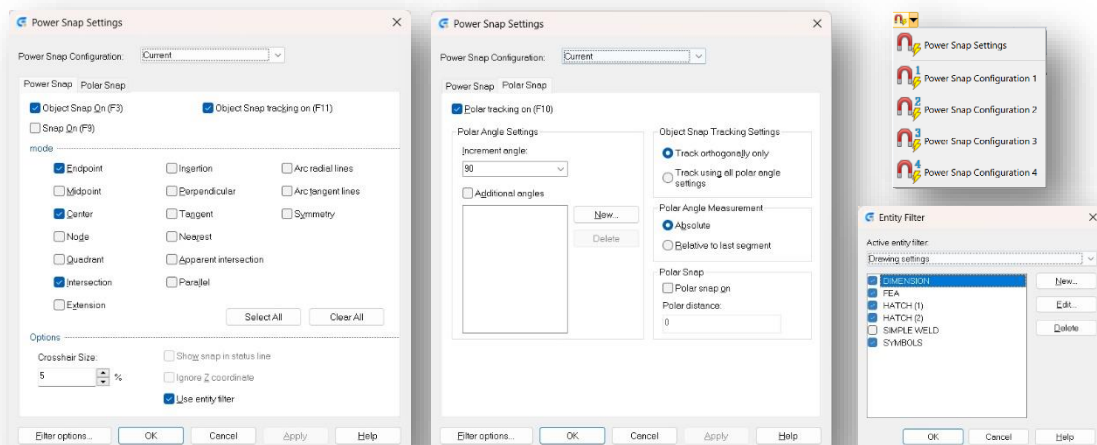 Power Snap Settings
Power Snap Configuration: Current
Power Snap Polar Snap
Object Snap On (F3) Object Snap tracking on (F11)
Snap On (F9)
mode
Endpoint Insertion Arc radial lines
Midpoint Perpendicular Arc tangent lines
Center Tangent Symmetry
Node Nearest
Quadrant Apparent intersection
Intersection Parallel
Extension
Select All Clear All
Options
Crosshair Size: Show snap in status line
5 % Ignore Z coordinate
Use entity filter
Filter options... OK Cancel Apply Help
Power Snap Settings
Power Snap Configuration: Current
Power Snap Polar Snap
Polar tracking on (F10)
Polar Angle Settings Object Snap Tracking Settings
Increment angle: Track orthogonally only
90 Track using all polar angle
settings
Additional angles
New... Polar Angle Measurement
Delete Absolute
Relative to last segment
Polar Snap
Polar snap on
Polar distance:
0
Filter options... OK Cancel Apply Help
Power Snap Settings
1 Power Snap Configuration 1
2 Power Snap Configuration 2
3 Power Snap Configuration 3
4 Power Snap Configuration 4
Entity Filter
Active entity filter:
Drawing settings
DIMENSION New...
FEA
HATCH (1) Edit...
HATCH (2)
SIMPLE WELD Delete
SYMBOLS
OK Cancel Help